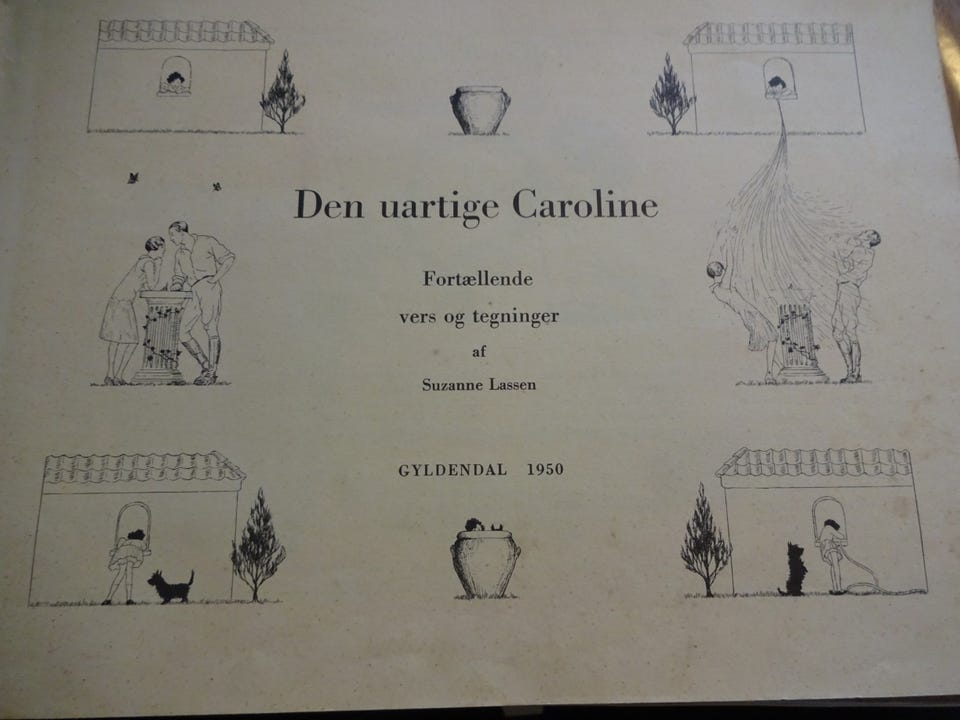 Den uartige Caroline
Fortællende
vers og tegninger
af
Suzanne Lassen
GYLDENDAL 1950